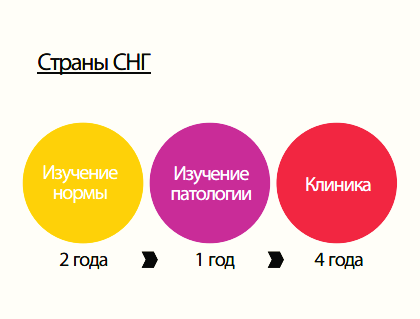 Страны СНГ
Изучение
нормы
Изучение
патологии
Клиника
2 года
1 год
4 года